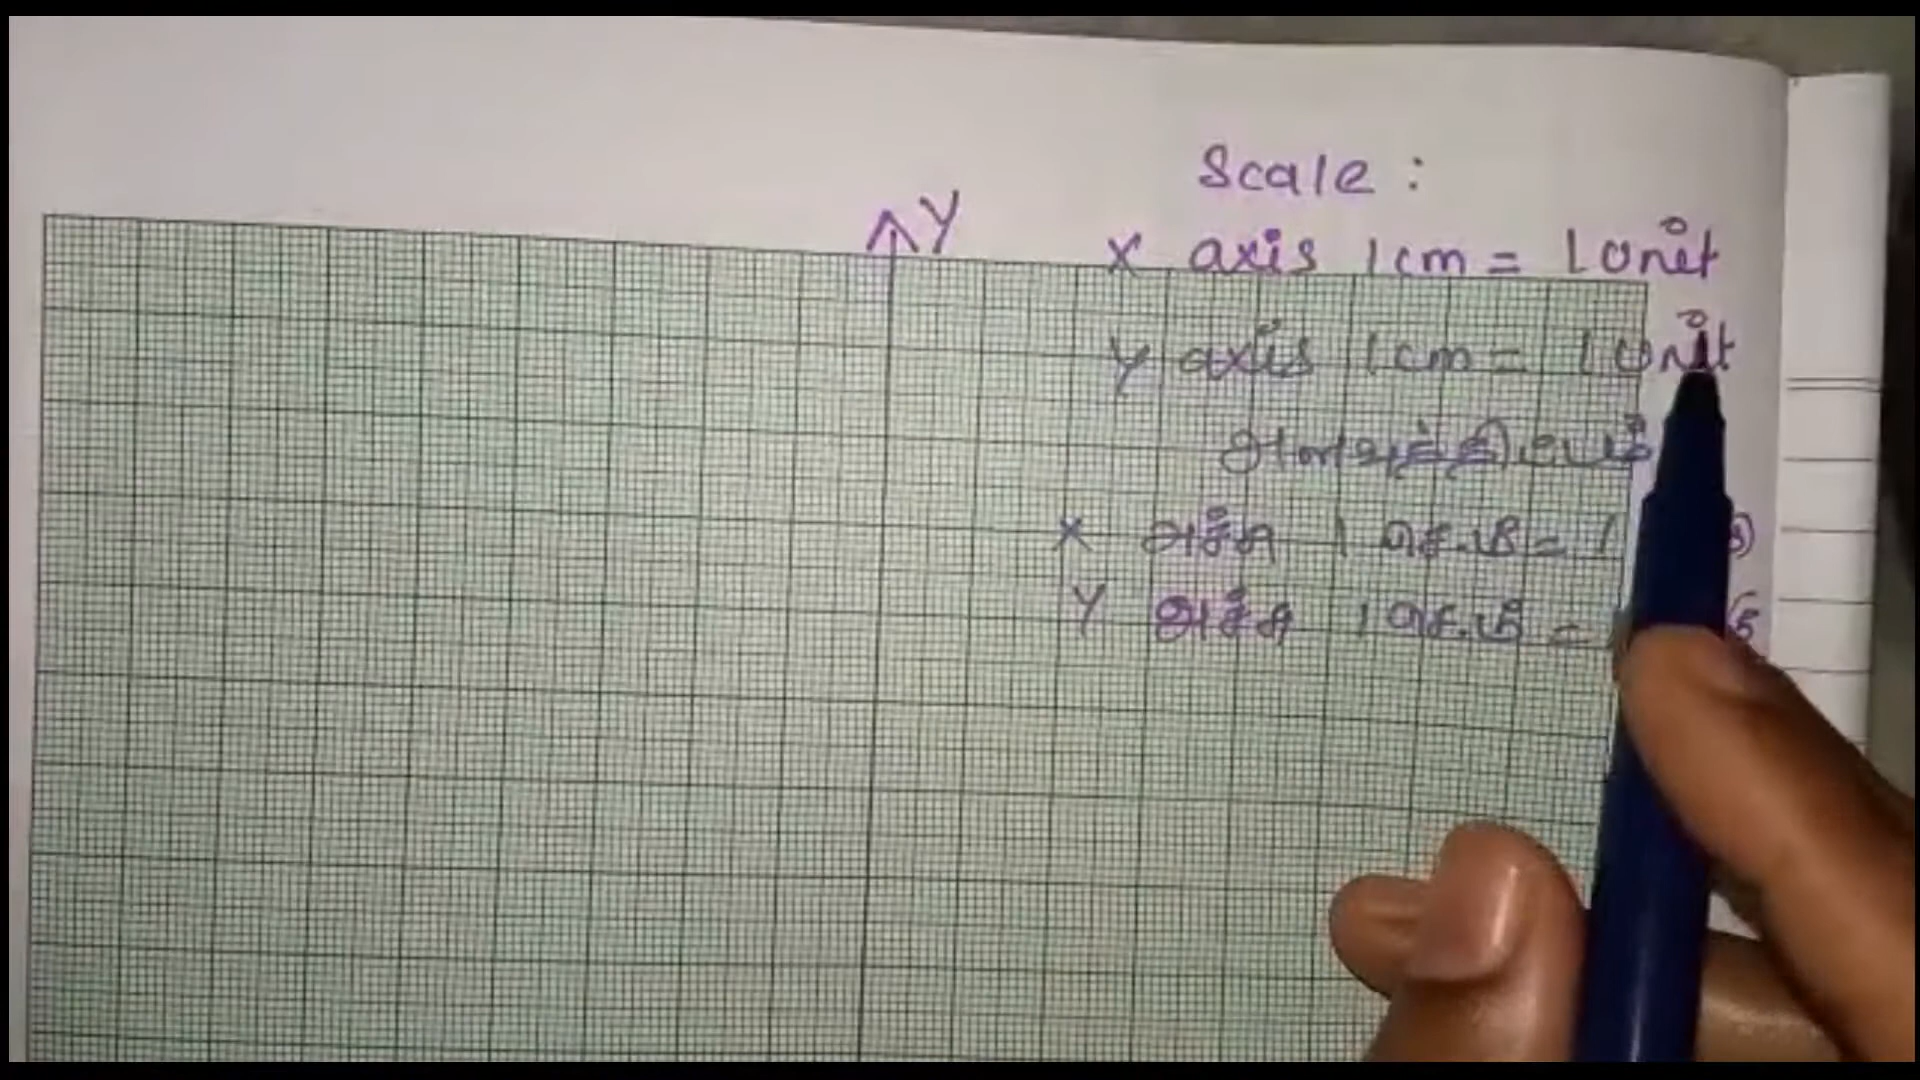 Y
Scale :
X axis 1cm = 1 Unit
Y axis 1cm = 1 Unit
அளவுத்திட்டம்
X அச்சு 1 செ.மீ = 1
Y அச்சு 1 செ.மீ =